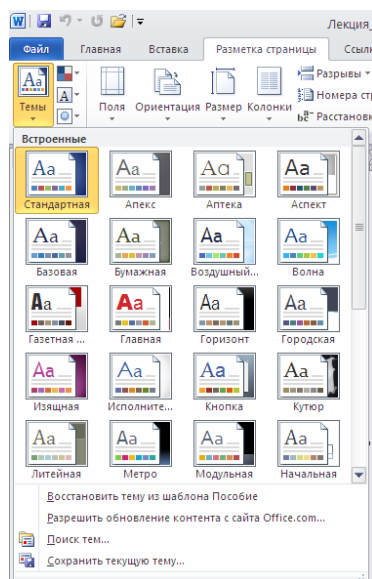 W Лекция_
Файл Главная Вставка Разметка страницы Ссыл
Aa A Разрывы
Темы Поля Ориентация Размер Колонки Номера стр
Расстановк
Встроенные
Aa Aa Aa Aa
Стандартная Апекс Аптека Аспект
Aa Aa Aa Aa
Базовая Бумажная Воздушный... Волна
Aa Aa Aa Aa
Газетная ... Главная Горизонт Городская
Aa Aa Aa Aa
Изящная Исполните... Кнопка Кутюр
Aa Aa Aa Aa
Литейная Метро Модульная Начальная
Восстановить тему из шаблона Пособие
Разрешить обновление контента с сайта Office.com...
Поиск тем...
Сохранить текущую тему...